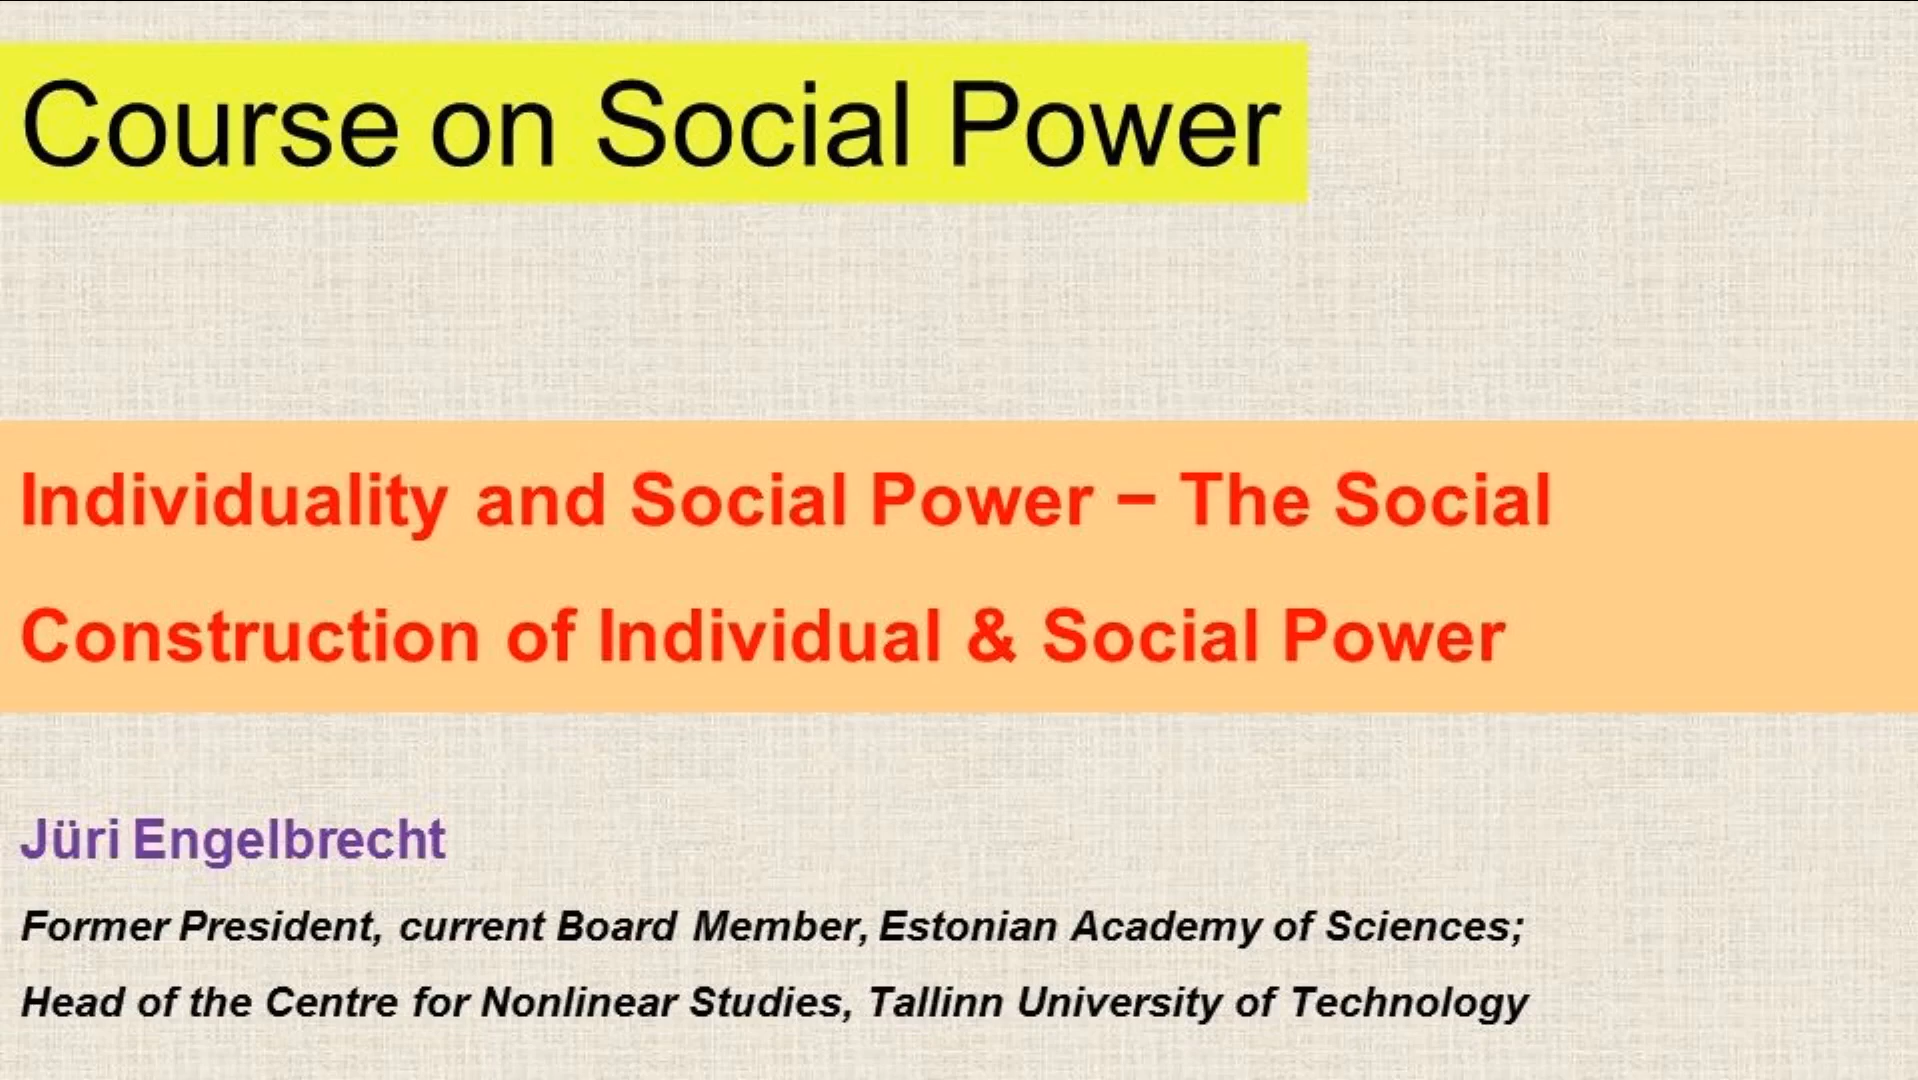 Course on Social Power
Individuality and Social Power − The Social
Construction of Individual & Social Power
Jüri Engelbrecht
Former President, current Board Member, Estonian Academy of Sciences;
Head of the Centre for Nonlinear Studies, Tallinn University of Technology